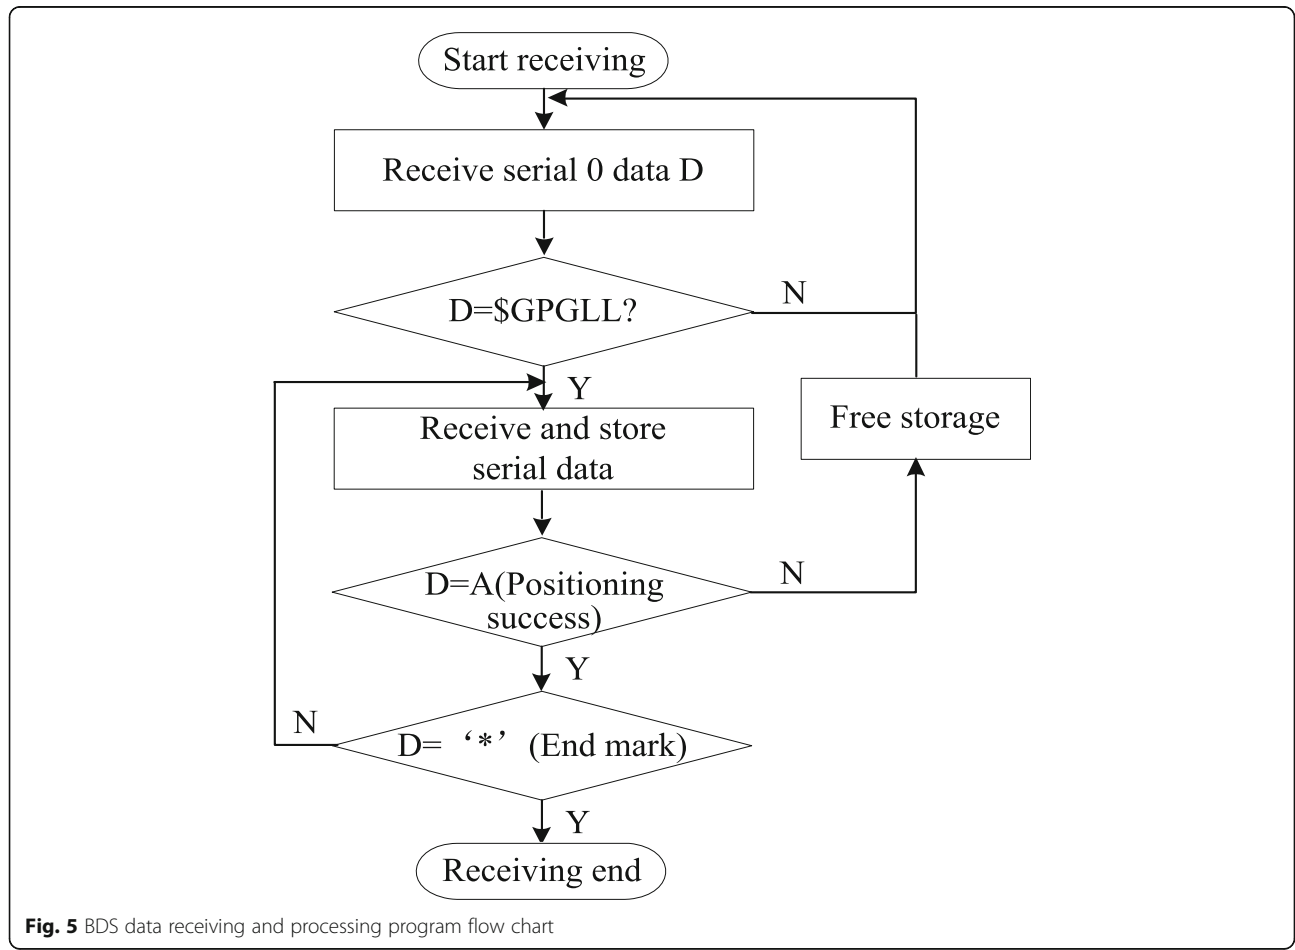 Start receiving
Receive serial 0 data D
D=$GPGLL?
N
Y
Receive and store
serial data
Free storage
D=A(Positioning
success)
N
Y
D= ‘*’ (End mark)
N
Y
Receiving end
Fig. 5 BDS data receiving and processing program flow chart